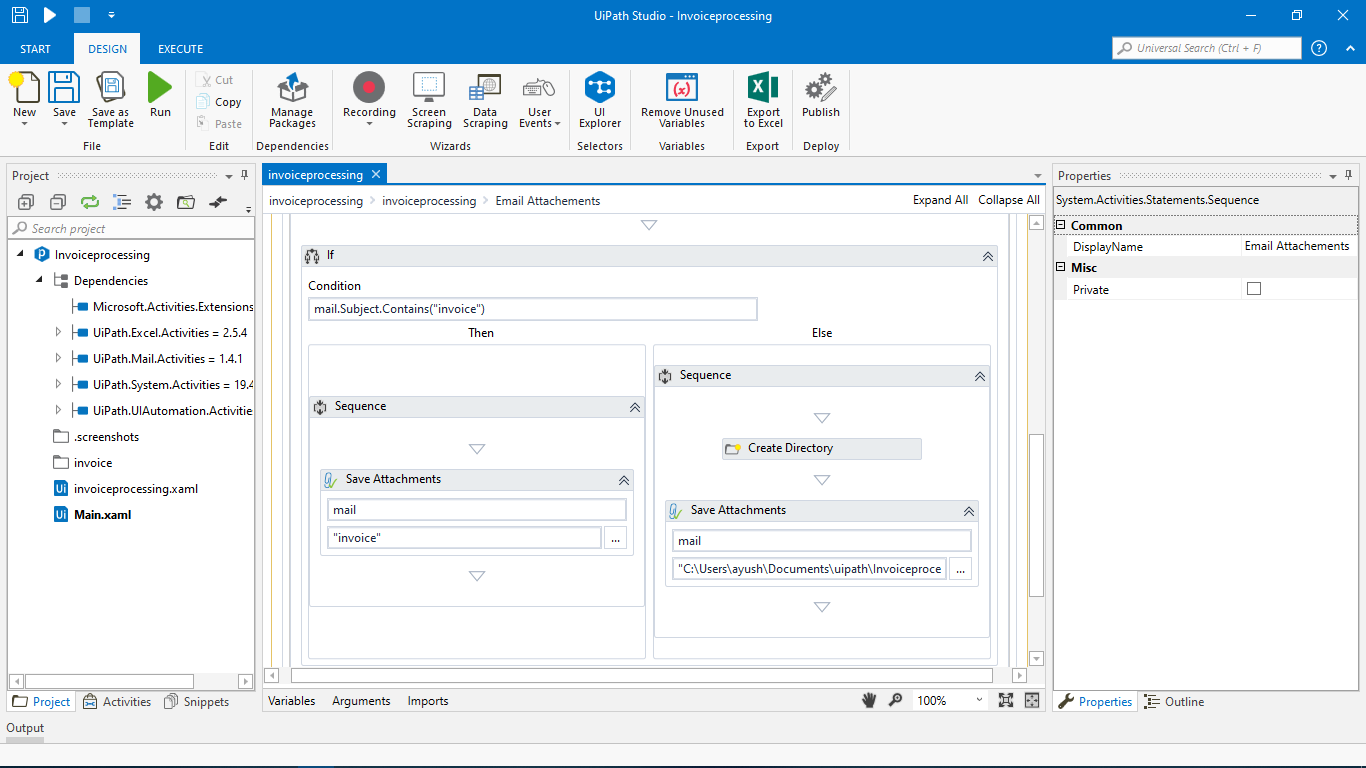 UiPath Studio - Invoiceprocessing
START DESIGN EXECUTE
Universal Search (Ctrl + F)
New
Save
Save as Template
Run
File
Cut
Copy
Paste
Edit
Manage Packages
Dependencies
Recording
Screen Scraping
Data Scraping
User Events
Wizards
UI Explorer
Selectors
Remove Unused Variables
Variables
Export to Excel
Export
Publish
Deploy
Project
Search project
Invoiceprocessing
Dependencies
Microsoft.Activities.Extensions
UiPath.Excel.Activities = 2.5.4
UiPath.Mail.Activities = 1.4.1
UiPath.System.Activities = 19.4
UiPath.UIAutomation.Activitie
.screenshots
invoice
invoiceprocessing.xaml
Main.xaml
Project Activities Snippets
invoiceprocessing
invoiceprocessing > invoiceprocessing > Email Attachements
Expand All Collapse All
If
Condition
mail.Subject.Contains("invoice")
Then
Else
Sequence
Save Attachments
mail
"invoice"
...
Sequence
Create Directory
Save Attachments
mail
"C:\Users\ayush\Documents\uipath\Invoiceproce
...
Variables Arguments Imports
100%
Properties
System.Activities.Statements.Sequence
Common
DisplayName Email Attachements
Misc
Private
Properties Outline
Output